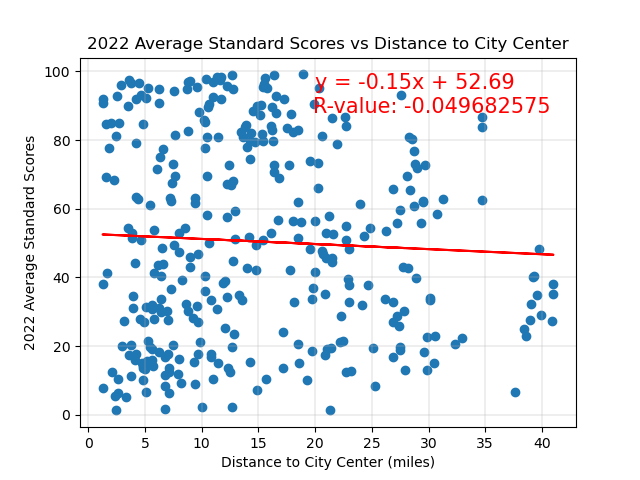 2022 Average Standard Scores vs Distance to City Center
y = -0.15x + 52.69
R-value: -0.049682575
100
80
60
40
20
0
2022 Average Standard Scores
0 5 10 15 20 25 30 35 40
Distance to City Center (miles)